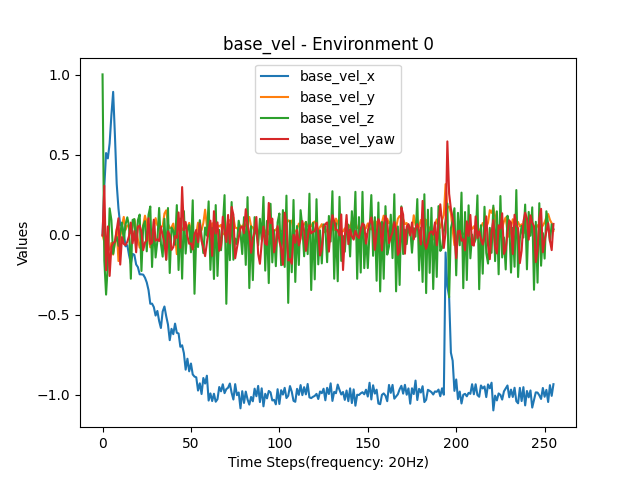 base_vel - Environment 0
base_vel_x
base_vel_y
base_vel_z
base_vel_yaw
Values
1.0
0.5
0.0
−0.5
−1.0
0 50 100 150 200 250
Time Steps(frequency: 20Hz)